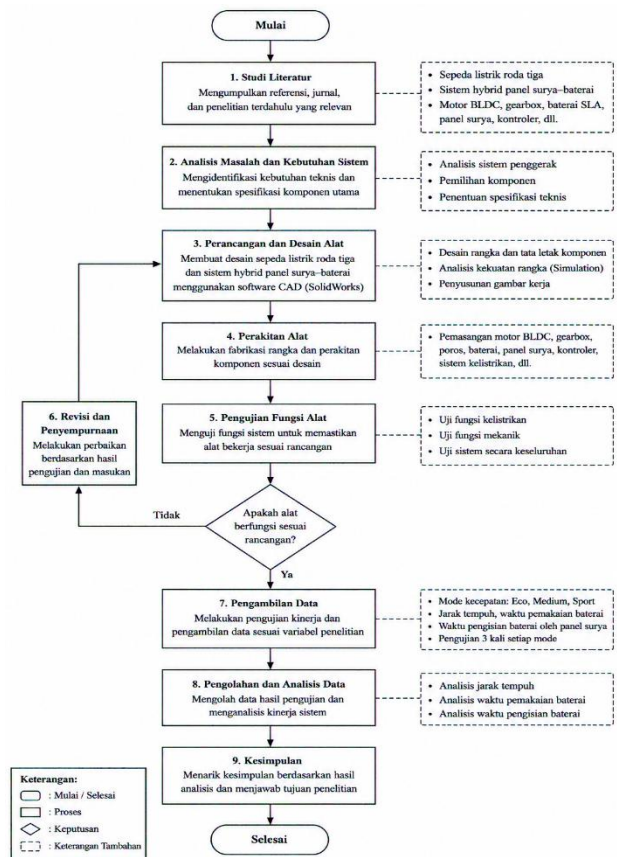 Mulai
1. Studi Literatur
Mengumpulkan referensi, jurnal,
dan penelitian terdahulu yang relevan
• Sepeda listrik roda tiga
• Sistem hybrid panel surya–baterai
• Motor BLDC, gearbox, baterai SLA,
panel surya, kontroler, dll.
2. Analisis Masalah dan Kebutuhan Sistem
Mengidentifikasi kebutuhan teknis dan
menentukan spesifikasi komponen utama
• Analisis sistem penggerak
• Pemilihan komponen
• Penentuan spesifikasi teknis
3. Perancangan dan Desain Alat
Membuat desain sepeda listrik roda tiga
dan sistem hybrid panel surya–baterai
menggunakan software CAD (SolidWorks)
• Desain rangka dan tata letak komponen
• Analisis kekuatan rangka (Simulation)
• Penyusunan gambar kerja
4. Perakitan Alat
Melakukan fabrikasi rangka dan perakitan
komponen sesuai desain
• Pemasangan motor BLDC, gearbox,
poros, baterai, panel surya, kontroler,
sistem kelistrikan, dll.
6. Revisi dan
Penyempurnaan
Melakukan perbaikan
berdasarkan hasil
pengujian dan masukan
5. Pengujian Fungsi Alat
Menguji fungsi sistem untuk memastikan
alat bekerja sesuai rancangan
• Uji fungsi kelistrikan
• Uji fungsi mekanik
• Uji sistem secara keseluruhan
Tidak
Apakah alat
berfungsi sesuai
rancangan?
Ya
7. Pengambilan Data
Melakukan pengujian kinerja dan
pengambilan data sesuai variabel penelitian
• Mode kecepatan: Eco, Medium, Sport
• Jarak tempuh, waktu pemakaian baterai
• Waktu pengisian baterai oleh panel surya
• Pengujian 3 kali setiap mode
8. Pengolahan dan Analisis Data
Mengolah data hasil pengujian dan
menganalisis kinerja sistem
• Analisis jarak tempuh
• Analisis waktu pemakaian baterai
• Analisis waktu pengisian baterai
9. Kesimpulan
Menarik kesimpulan berdasarkan hasil
analisis dan menjawab tujuan penelitian
Selesai
Keterangan:
: Mulai / Selesai
: Proses
: Keputusan
: Keterangan Tambahan